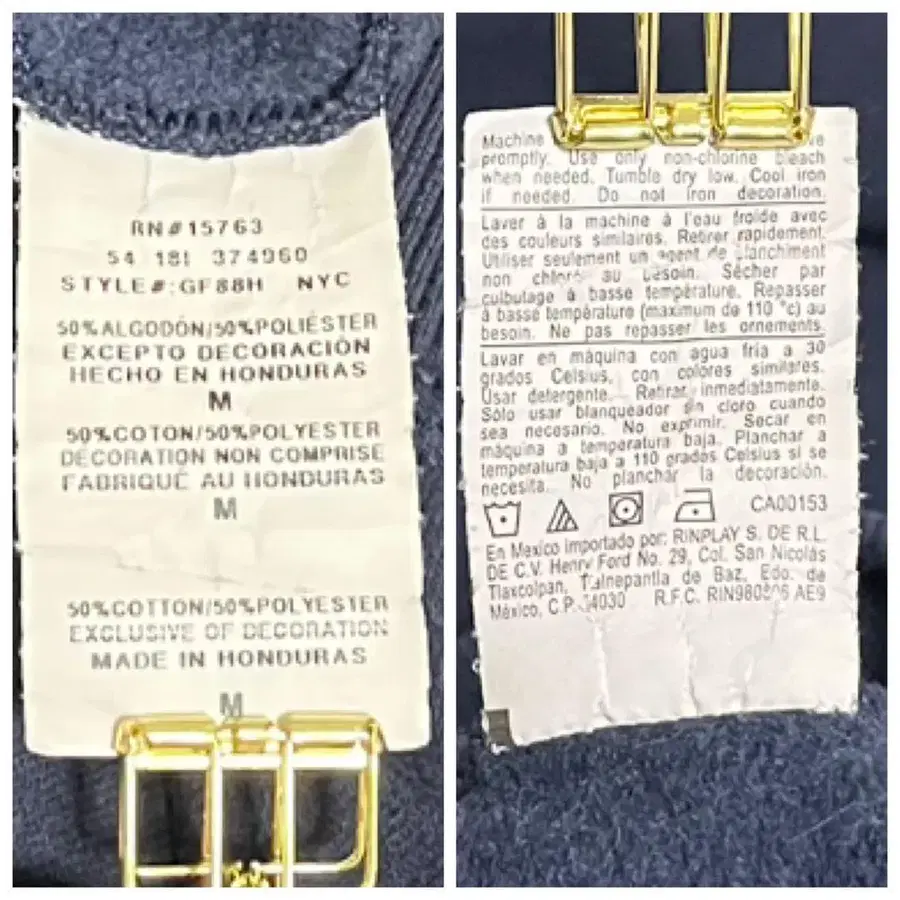 RN#15763
54 181 374960
STYLE#:GF88H NYC
50%ALGODÓN/50%POLIÉSTER
EXCEPTO DECORACIÓN
HECHO EN HONDURAS
M
50%COTON/50%POLYESTER
DECORATION NON COMPRISE
FABRIQUÉ AU HONDURAS
M
50%COTTON/50%POLYESTER
EXCLUSIVE OF DECORATION
MADE IN HONDURAS
M
Machine
promptly. Use only non-chlorine bleach
when needed. Tumble dry low. Cool iron
if needed. Do not iron decoration.
Laver à la machine à l'eau froide avec
des couleurs similaires. Retirer rapidement.
Utiliser seulement un agent de blanchiment
non chloré au besoin. Sécher par
culbutage à basse température. Repasser
à basse température (maximum de 110 °c) au
besoin. Ne pas repasser les ornements.
Lavar en máquina con agua fría a 30
grados Celsius, con colores similares.
Usar detergente. Retirar inmediatamente.
Sólo usar blanqueador sin cloro cuando
sea necesario. No exprimir. Secar en
máquina a temperatura baja. Planchar a
temperatura baja a 110 grados Celsius si se
necesita. No planchar la decoración.
CA00153
En Mexico Importado por: RINPLAY S. DE R.L.
DE C.V. Henry Ford No. 29, Col. San Nicolás
Tlaxcolpan, Tlalnepantla de Baz, Edo. de
México, C.P. R.F.C. AE9